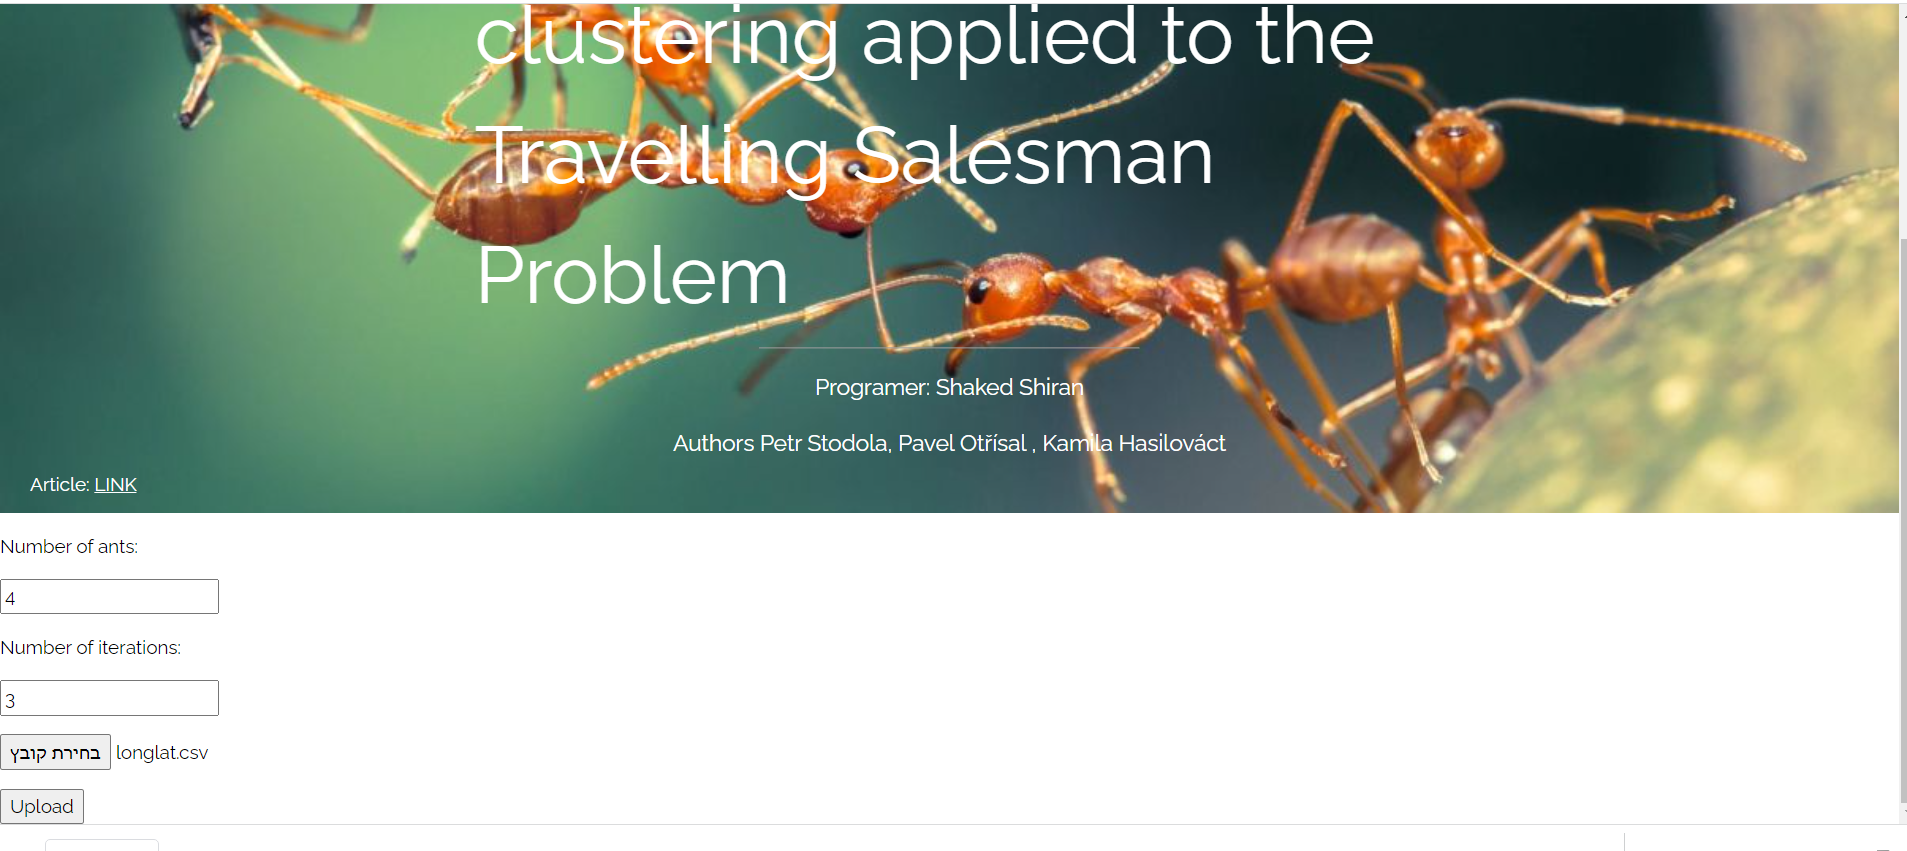 clustering applied to the
Travelling Salesman
Problem
Programer: Shaked Shiran
Authors Petr Stodola, Pavel Otřísal , Kamila Hasilováct
Article: LINK
Number of ants:
4
Number of iterations:
3
בחירת קובץ longlat.csv
Upload